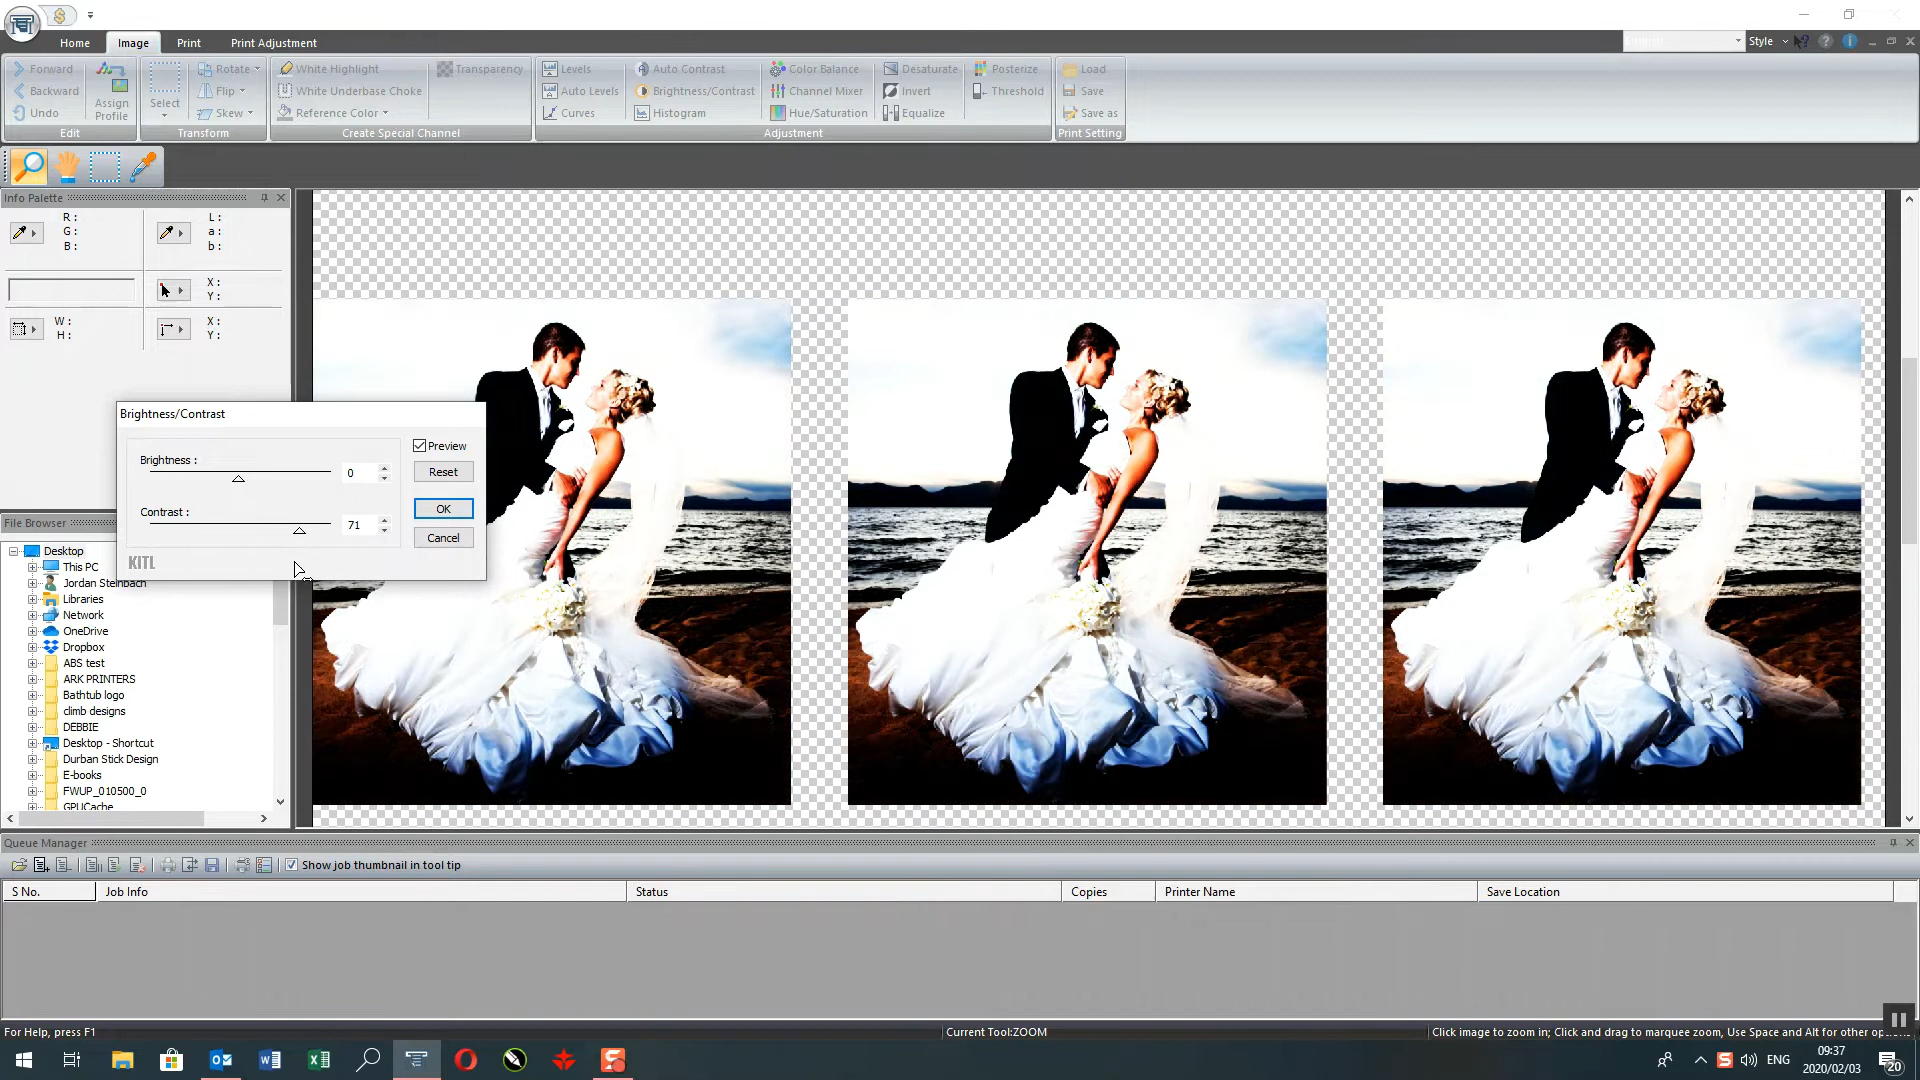 Home Image Print Print Adjustment
Style
Forward
Backward
Undo
Edit
Assign
Profile
Select
Rotate
Flip
Skew
Transform
White Highlight
White Underbase Choke
Reference Color
Transparency
Create Special Channel
Levels
Auto Levels
Curves
Auto Contrast
Brightness/Contrast
Histogram
Color Balance
Channel Mixer
Hue/Saturation
Desaturate
Invert
Equalize
Posterize
Threshold
Adjustment
Load
Save
Save as
Print Setting
Info Palette
R :
G :
B :
L :
a :
b :
X :
Y :
W :
H :
X :
Y :
Brightness/Contrast
Brightness :
0
Contrast :
71
Preview
Reset
OK
Cancel
KITL
File Browser
Desktop
This PC
Jordan Steinbach
Libraries
Network
OneDrive
Dropbox
ABS test
ARK PRINTERS
Bathtub logo
climb designs
DEBBIE
Desktop - Shortcut
Durban Stick Design
E-books
FWUP_010500_0
GPUCache
Queue Manager
Show job thumbnail in tool tip
S No. Job Info Status Copies Printer Name Save Location
For Help, press F1
Current Tool:ZOOM
Click image to zoom in; Click and drag to marquee zoom, Use Space and Alt for other options
ENG
09:37
2020/02/03
20